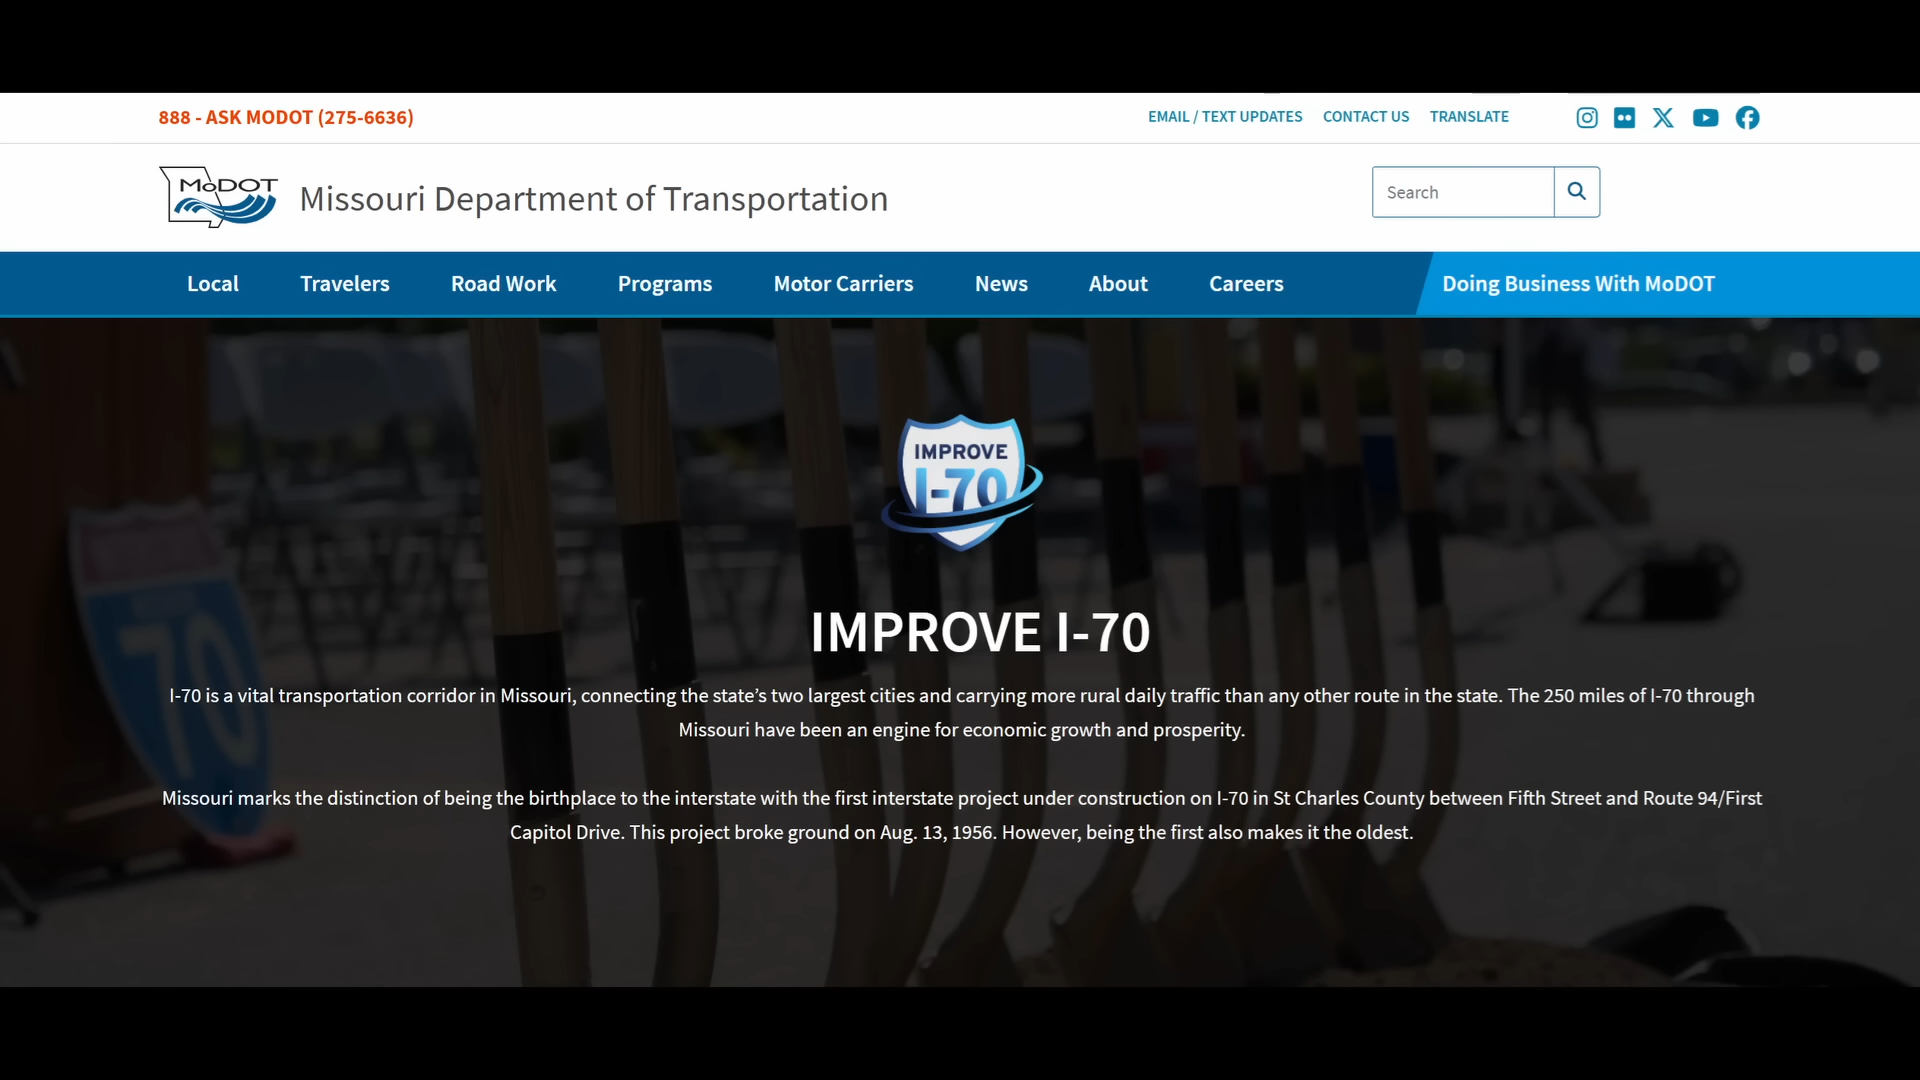 888 - ASK MODOT (275-6636)
EMAIL / TEXT UPDATES CONTACT US TRANSLATE
MoDOT
Missouri Department of Transportation
Search
Local Travelers Road Work Programs Motor Carriers News About Careers Doing Business With MoDOT
IMPROVE
I-70
70
IMPROVE I-70
I-70 is a vital transportation corridor in Missouri, connecting the state’s two largest cities and carrying more rural daily traffic than any other route in the state. The 250 miles of I-70 through
Missouri have been an engine for economic growth and prosperity.
Missouri marks the distinction of being the birthplace to the interstate with the first interstate project under construction on I-70 in St Charles County between Fifth Street and Route 94/First
Capitol Drive. This project broke ground on Aug. 13, 1956. However, being the first also makes it the oldest.